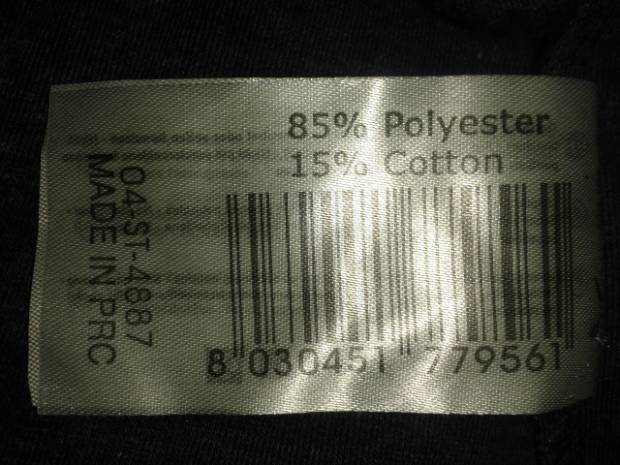 85% Polyester
15% Cotton
04-ST-4887
MADE IN PRC
8 030451 779561